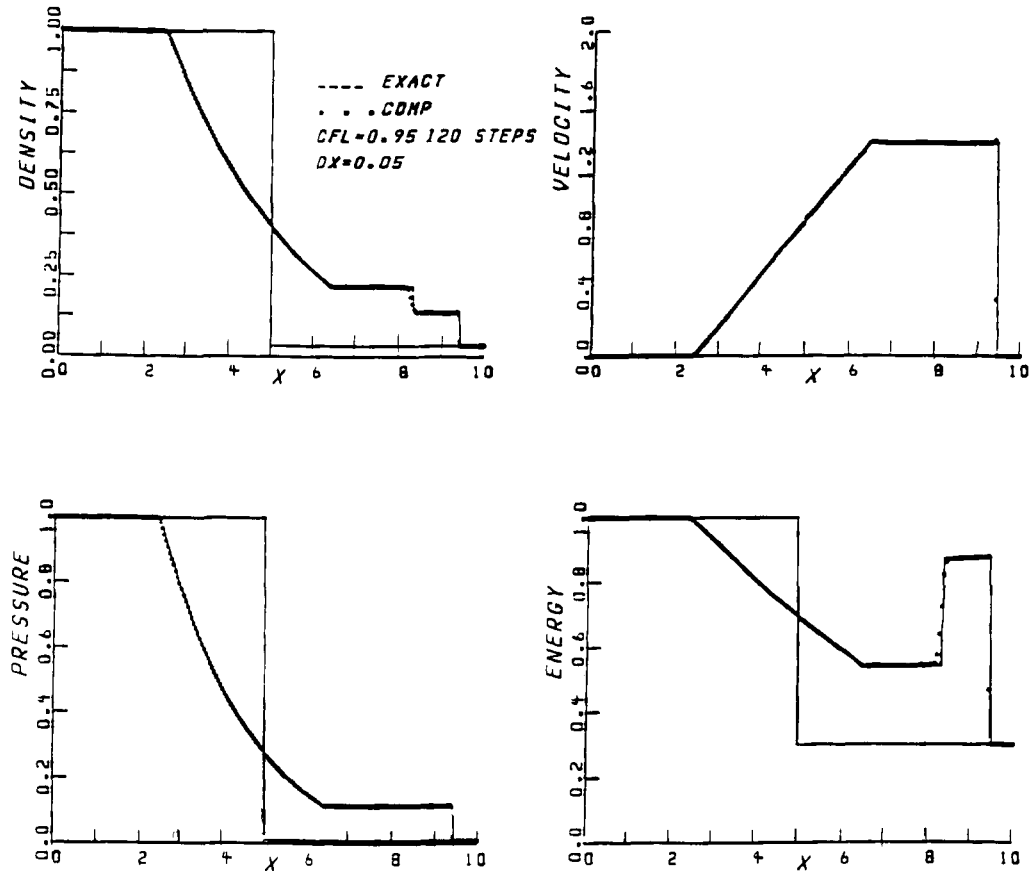 DENSITY
1.00
0.75
0.50
0.25
.00
0 2 4 6 8 10
X
---- EXACT
. . .COMP
CFL=0.95 120 STEPS
DX=0.05
VELOCITY
2.0
1.6
1.2
0.8
0.4
0
0 2 4 6 8 10
X
PRESSURE
1.0
0.8
0.6
0.4
0.2
0.0
0 2 4 6 8 10
X
ENERGY
1.0
0.8
0.6
0.4
0.2
0.0
0 2 4 6 8 10
X